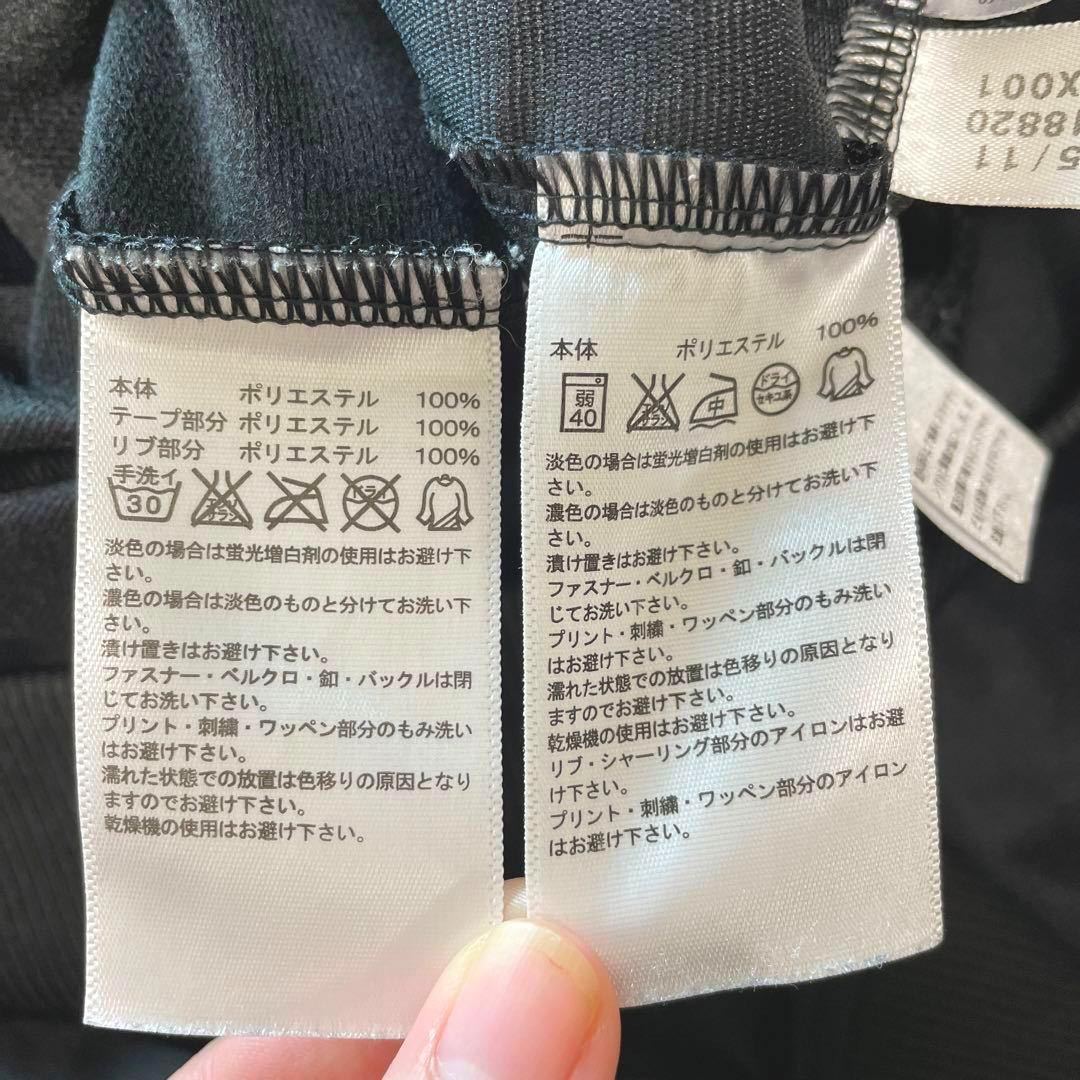 本体 ポリエステル 100%
テープ部分 ポリエステル 100%
リブ部分 ポリエステル 100%
手洗イ
30
エンソ
サラシ
ドライ
淡色の場合は蛍光増白剤の使用はお避け下
さい。
濃色の場合は淡色のものと分けてお洗い下
さい。
漬け置きはお避け下さい。
ファスナー・ベルクロ・釦・バックルは閉
じてお洗い下さい。
プリント・刺繍・ワッペン部分のもみ洗い
はお避け下さい。
濡れた状態での放置は色移りの原因となり
ますのでお避け下さい。
乾燥機の使用はお避け下さい。
本体 ポリエステル 100%
弱
40
エンソ
サラシ
中
ドライ
セキユ系
淡色の場合は蛍光増白剤の使用はお避け下
さい。
濃色の場合は淡色のものと分けてお洗い下
さい。
漬け置きはお避け下さい。
ファスナー・ベルクロ・釦・バックルは閉
じてお洗い下さい。
プリント・刺繍・ワッペン部分のもみ洗い
はお避け下さい。
濡れた状態での放置は色移りの原因となり
ますのでお避け下さい。
乾燥機の使用はお避け下さい。
リブ・シャーリング部分のアイロンはお避
け下さい。
プリント・刺繍・ワッペン部分のアイロン
はお避け下さい。
5/11
18820
X001